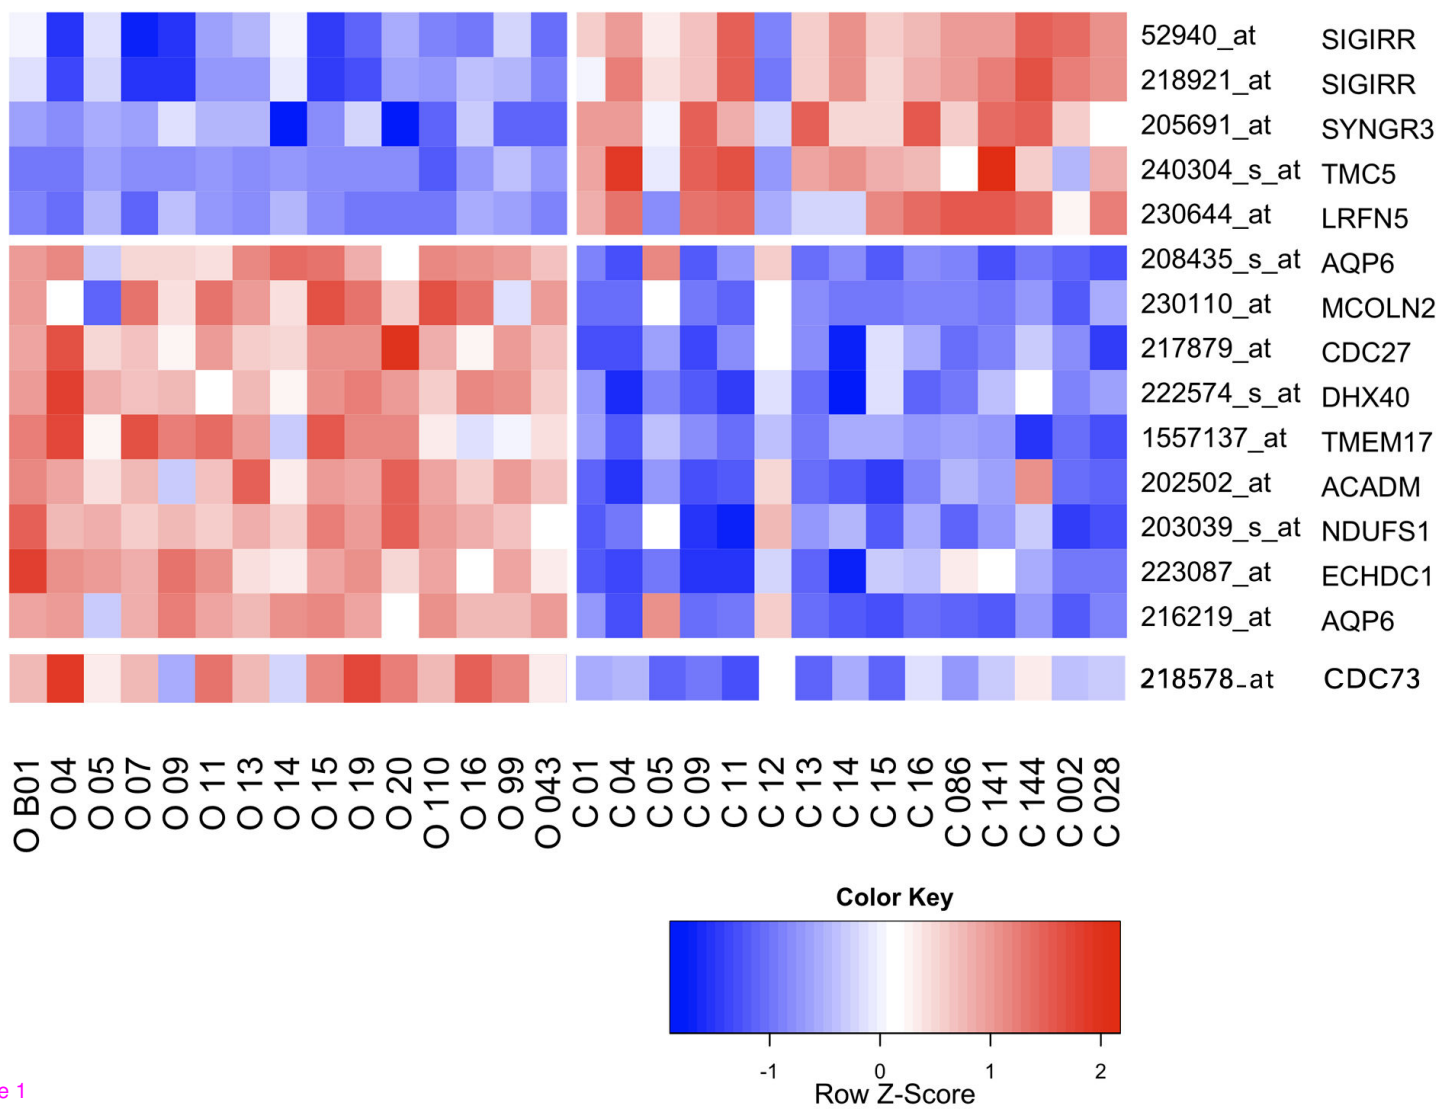 52940_at SIGIRR
218921_at SIGIRR
205691_at SYNGR3
240304_s_at TMC5
230644_at LRFN5
208435_s_at AQP6
230110_at MCOLN2
217879_at CDC27
222574_s_at DHX40
1557137_at TMEM17
202502_at ACADM
203039_s_at NDUFS1
223087_at ECHDC1
216219_at AQP6
218578_at CDC73
O B01 O 04 O 05 O 07 O 09 O 11 O 13 O 14 O 15 O 19 O 20 O 110 O 16 O 99 O 043 C 01 C 04 C 05 C 09 C 11 C 12 C 13 C 14 C 15 C 16 C 086 C 141 C 144 C 002 C 028
Color Key
-1 0 1 2
Row Z-Score
e 1